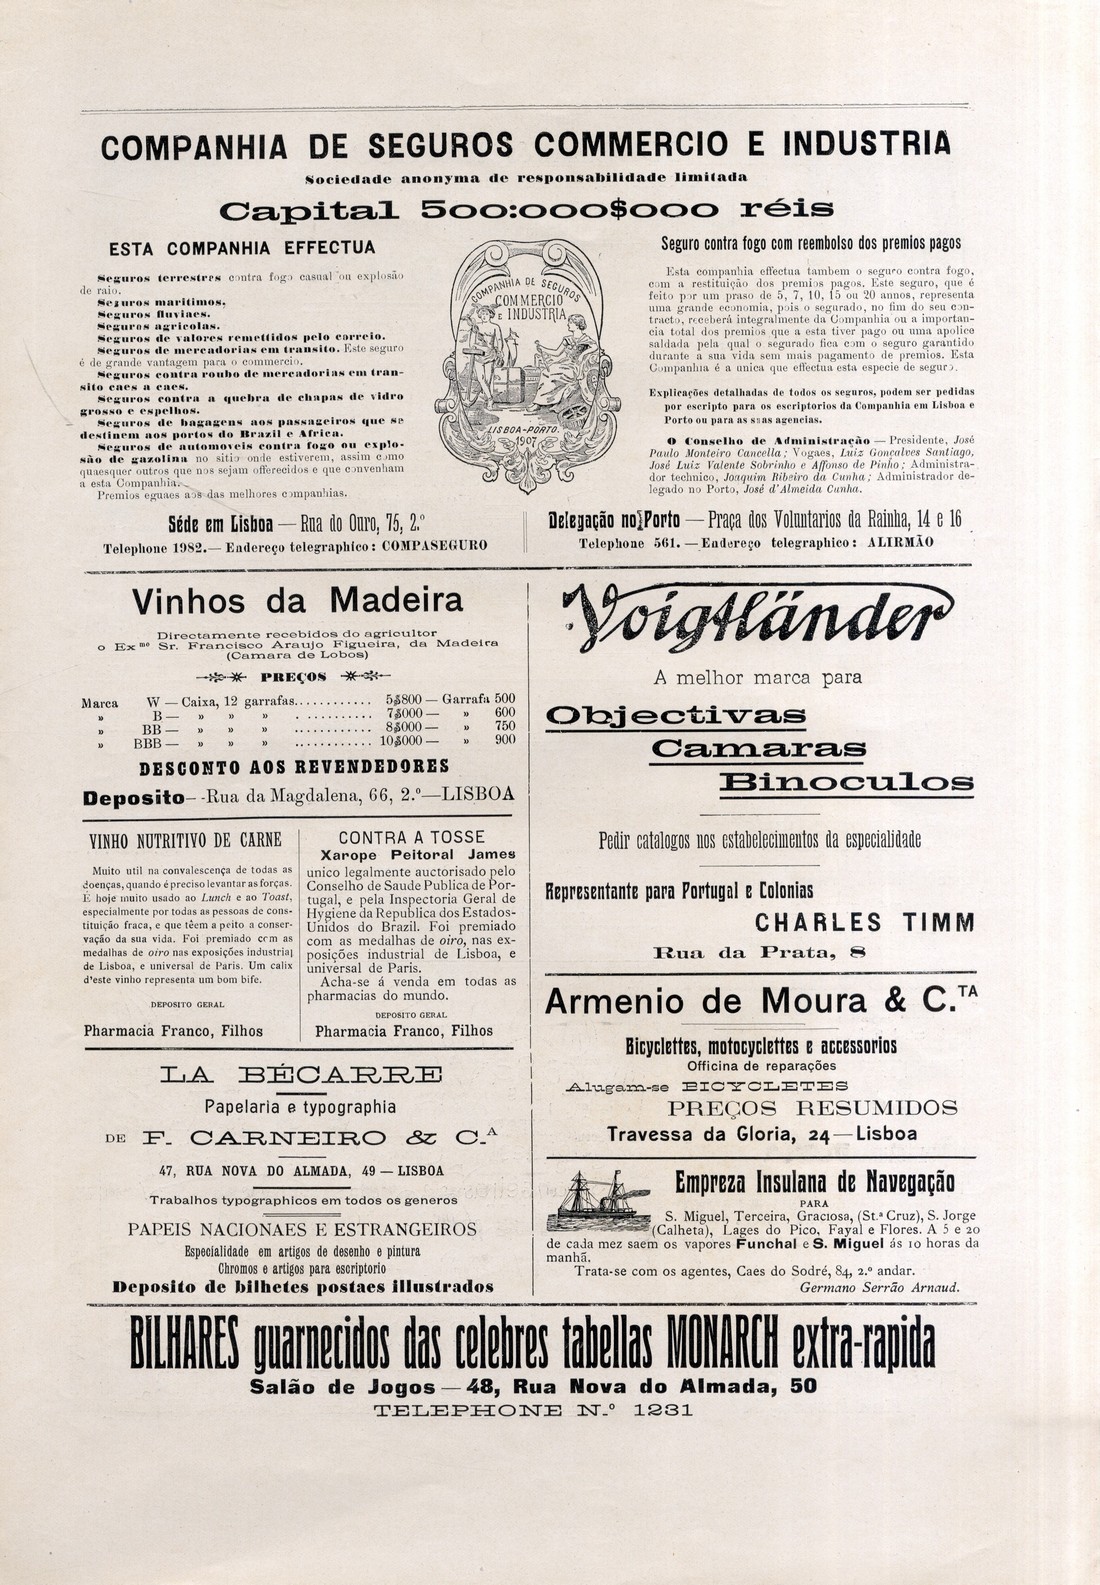 COMPANHIA DE SEGUROS COMMERCIO E INDUSTRIA
Sociedade anonyma de responsabilidade limitada
Capital 500:000$000 réis
ESTA COMPANHIA EFFECTUA
Seguros terrestres contra fogo casual ou explosão
de raio.
Seguros maritimos.
Seguros fluviaes.
Seguros agricolas.
Seguros de valores remettidos pelo correio.
Seguros de mercadorias em transito. Este seguro
é de grande vantagem para o commercio.
Seguros contra roubo de mercadorias em tran-
sito caes a caes.
Seguros contra a quebra de chapas de vidro
grosso e espelhos.
Seguros de bagagens aos passageiros que se
destinem aos portos do Brazil e Africa.
Seguros de automoveis contra fogo ou explo-
são de gazolina no sitio onde estiverem, assim como
quaesquer outros que nos sejam offerecidos e que convenham
a esta Companhia.
Premios eguaes aos das melhores companhias.
COMPANHIA DE SEGUROS
COMMERCIO
E INDUSTRIA
LISBOA-PORTO.
1907
Seguro contra fogo com reembolso dos premios pagos
Esta companhia effectua tambem o seguro contra fogo,
com a restituição dos premios pagos. Este seguro, que é
feito por um praso de 5, 7, 10, 15 ou 20 annos, representa
uma grande economia, pois o segurado, no fim do seu con-
tracto, receberá integralmente da Companhia ou a importan-
cia total dos premios que a esta tiver pago ou uma apolice
saldada pela qual o segurado fica com o seguro garantido
durante a sua vida sem mais pagamento de premios. Esta
Companhia é a unica que effectua esta especie de seguro.
Explicações detalhadas de todos os seguros, podem ser pedidas
por escripto para os escriptorios da Companhia em Lisboa e
Porto ou para as suas agencias.
O Conselho de Administração — Presidente, José
Paulo Monteiro Cancella; Vogaes, Luiz Gonçalves Santiago,
José Luiz Valente Sobrinho e Affonso de Pinho; Administra-
dor technico, Joaquim Ribeiro da Cunha; Administrador de-
legado no Porto, José d'Almeida Cunha.
Séde em Lisboa — Rua do Ouro, 75, 2.º
Telephone 1982. — Endereço telegraphico: COMPASEGURO
Delegação no Porto — Praça dos Voluntarios da Rainha, 14 e 16
Telephone 561. — Endereço telegraphico: ALIRMÃO
Vinhos da Madeira
Directamente recebidos do agricultor
o Ex.mo Sr. Francisco Araujo Figueira, da Madeira
(Camara de Lobos)
PREÇOS
Marca W — Caixa, 12 garrafas............ 5$800 — Garrafa 500
» B — » » » ............ 7$000 — » 600
» BB — » » » ............ 8$000 — » 750
» BBB — » » » ............ 10$000 — » 900
DESCONTO AOS REVENDEDORES
Deposito — Rua da Magdalena, 66, 2.º — LISBOA
VINHO NUTRITIVO DE CARNE
Muito util na convalescença de todas as
doenças, quando é preciso levantar as forças.
É hoje muito usado ao Lunch e ao Toast,
especialmente por todas as pessoas de cons-
tituição fraca, e que têem a peito a conser-
vação da sua vida. Foi premiado com as
medalhas de oiro nas exposições industrial
de Lisboa, e universal de Paris. Um calix
d'este vinho representa um bom bife.
DEPOSITO GERAL
Pharmacia Franco, Filhos
CONTRA A TOSSE
Xarope Peitoral James
unico legalmente auctorisado pelo
Conselho de Saude Publica de Por-
tugal, e pela Inspectoria Geral de
Hygiene da Republica dos Estados-
Unidos do Brazil. Foi premiado
com as medalhas de oiro, nas ex-
posições industrial de Lisboa, e
universal de Paris.
Acha-se á venda em todas as
pharmacias do mundo.
DEPOSITO GERAL
Pharmacia Franco, Filhos
LA BÉCARRE
Papelaria e typographia
DE F. CARNEIRO & C.A
47, RUA NOVA DO ALMADA, 49 — LISBOA
Trabalhos typographicos em todos os generos
PAPEIS NACIONAES E ESTRANGEIROS
Especialidade em artigos de desenho e pintura
Chromos e artigos para escriptorio
Deposito de bilhetes postaes illustrados
Voigtländer
A melhor marca para
Objectivas
Camaras
Binoculos
Pedir catalogos nos estabelecimentos da especialidade
Representante para Portugal e Colonias
CHARLES TIMM
Rua da Prata, 8
Armenio de Moura & C.TA
Bicyclettes, motocyclettes e accessorios
Officina de reparações
Alugam-se BICYCLETES
PREÇOS RESUMIDOS
Travessa da Gloria, 24 — Lisboa
Empreza Insulana de Navegação
PARA
S. Miguel, Terceira, Graciosa, (St.ª Cruz), S. Jorge
(Calheta), Lages do Pico, Fayal e Flores. A 5 e 20
de cada mez saem os vapores Funchal e S. Miguel ás 10 horas da
manhã.
Trata-se com os agentes, Caes do Sodré, 84, 2.º andar.
Germano Serrão Arnaud.
BILHARES guarnecidos das celebres tabellas MONARCH extra-rapida
Salão de Jogos — 48, Rua Nova do Almada, 50
TELEPHONE N.º 1231